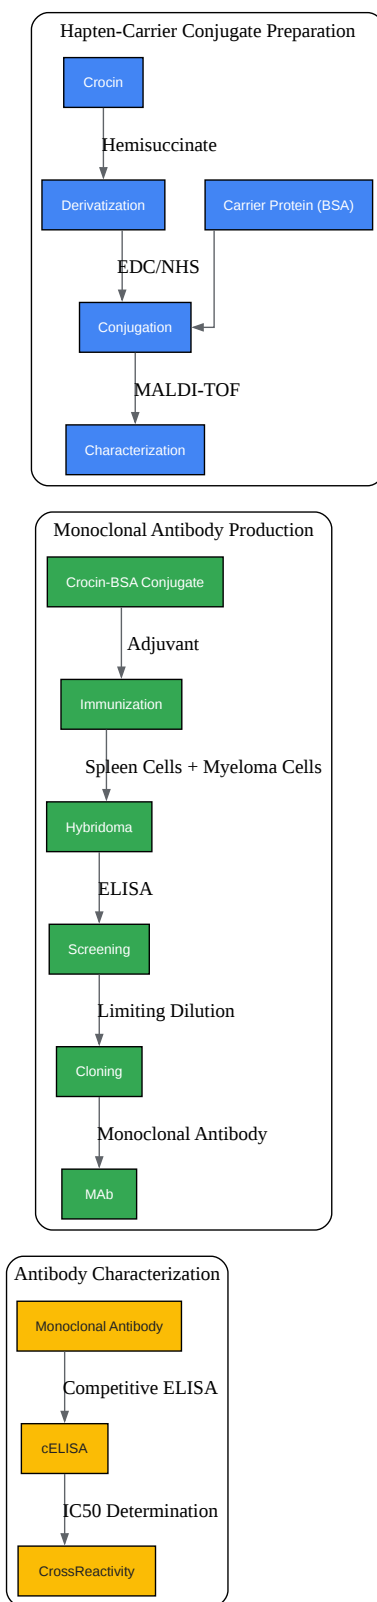 Hapten-Carrier Conjugate Preparation
Crocin
Hemisuccinate
Derivatization
Carrier Protein (BSA)
EDC/NHS
Conjugation
MALDI-TOF
Characterization
Monoclonal Antibody Production
Crocin-BSA Conjugate
Adjuvant
Immunization
Spleen Cells + Myeloma Cells
Hybridoma
ELISA
Screening
Limiting Dilution
Cloning
Monoclonal Antibody
MAb
Antibody Characterization
Monoclonal Antibody
Competitive ELISA
cELISA
IC50 Determination
CrossReactivity